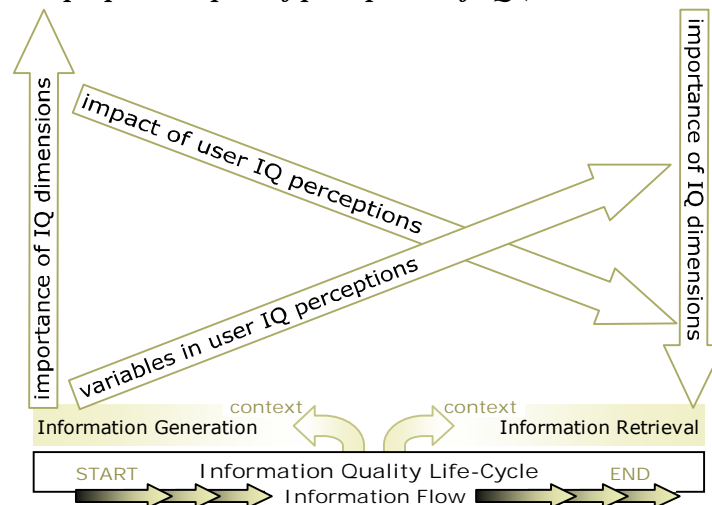 importance of IQ dimensions
impact of user IQ perceptions
variables in user IQ perceptions
importance of IQ dimensions
context
context
Information Generation
Information Retrieval
START
Information Quality Life-Cycle
END
Information Flow